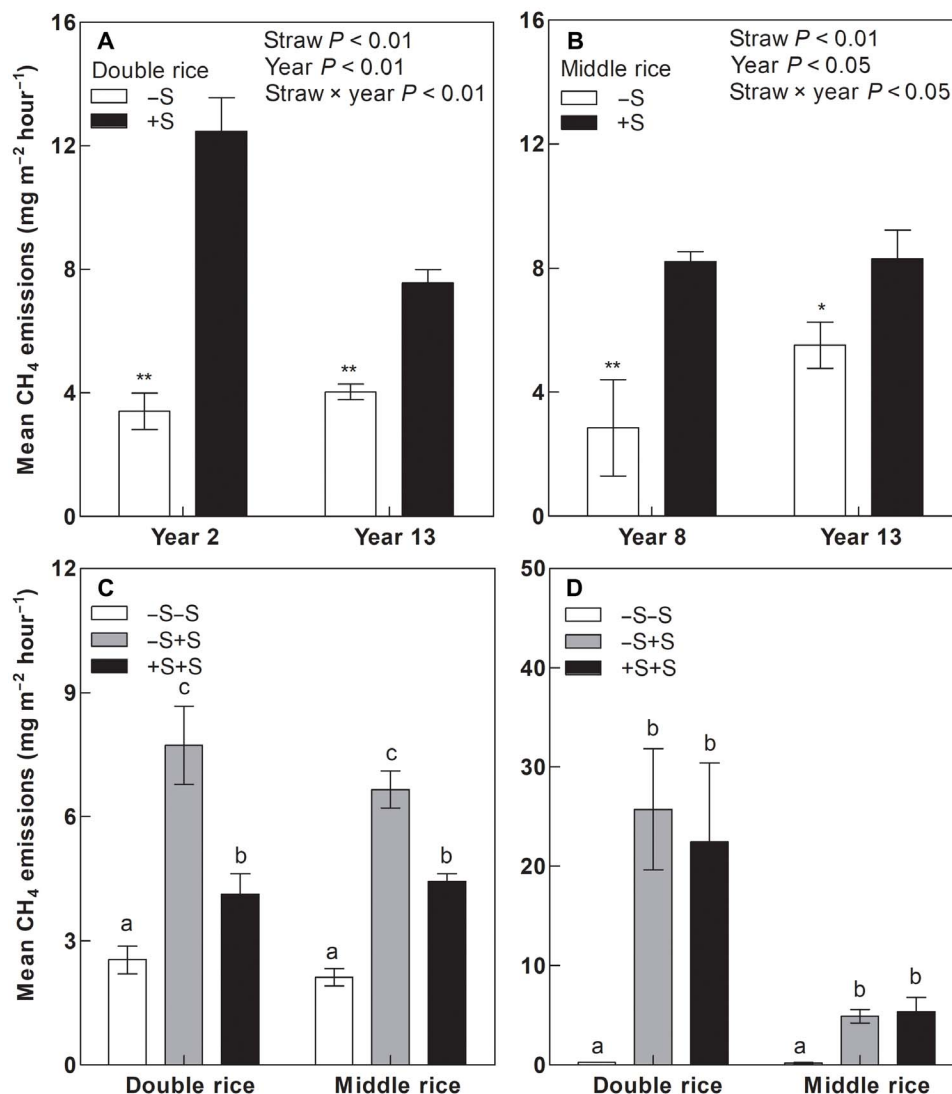 Mean CH₄ emissions (mg m⁻² hour⁻¹)
16
12
8
4
0
A
Double rice
–S
+S
Straw P < 0.01
Year P < 0.01
Straw × year P < 0.01
**
**
Year 2 Year 13
16
12
8
4
0
B
Middle rice
–S
+S
Straw P < 0.01
Year P < 0.05
Straw × year P < 0.05
**
*
Year 8 Year 13
Mean CH₄ emissions (mg m⁻² hour⁻¹)
12
9
6
3
0
C
–S–S
–S+S
+S+S
a c b
a c b
Double rice Middle rice
50
40
30
20
10
0
D
–S–S
–S+S
+S+S
a b b
a b b
Double rice Middle rice